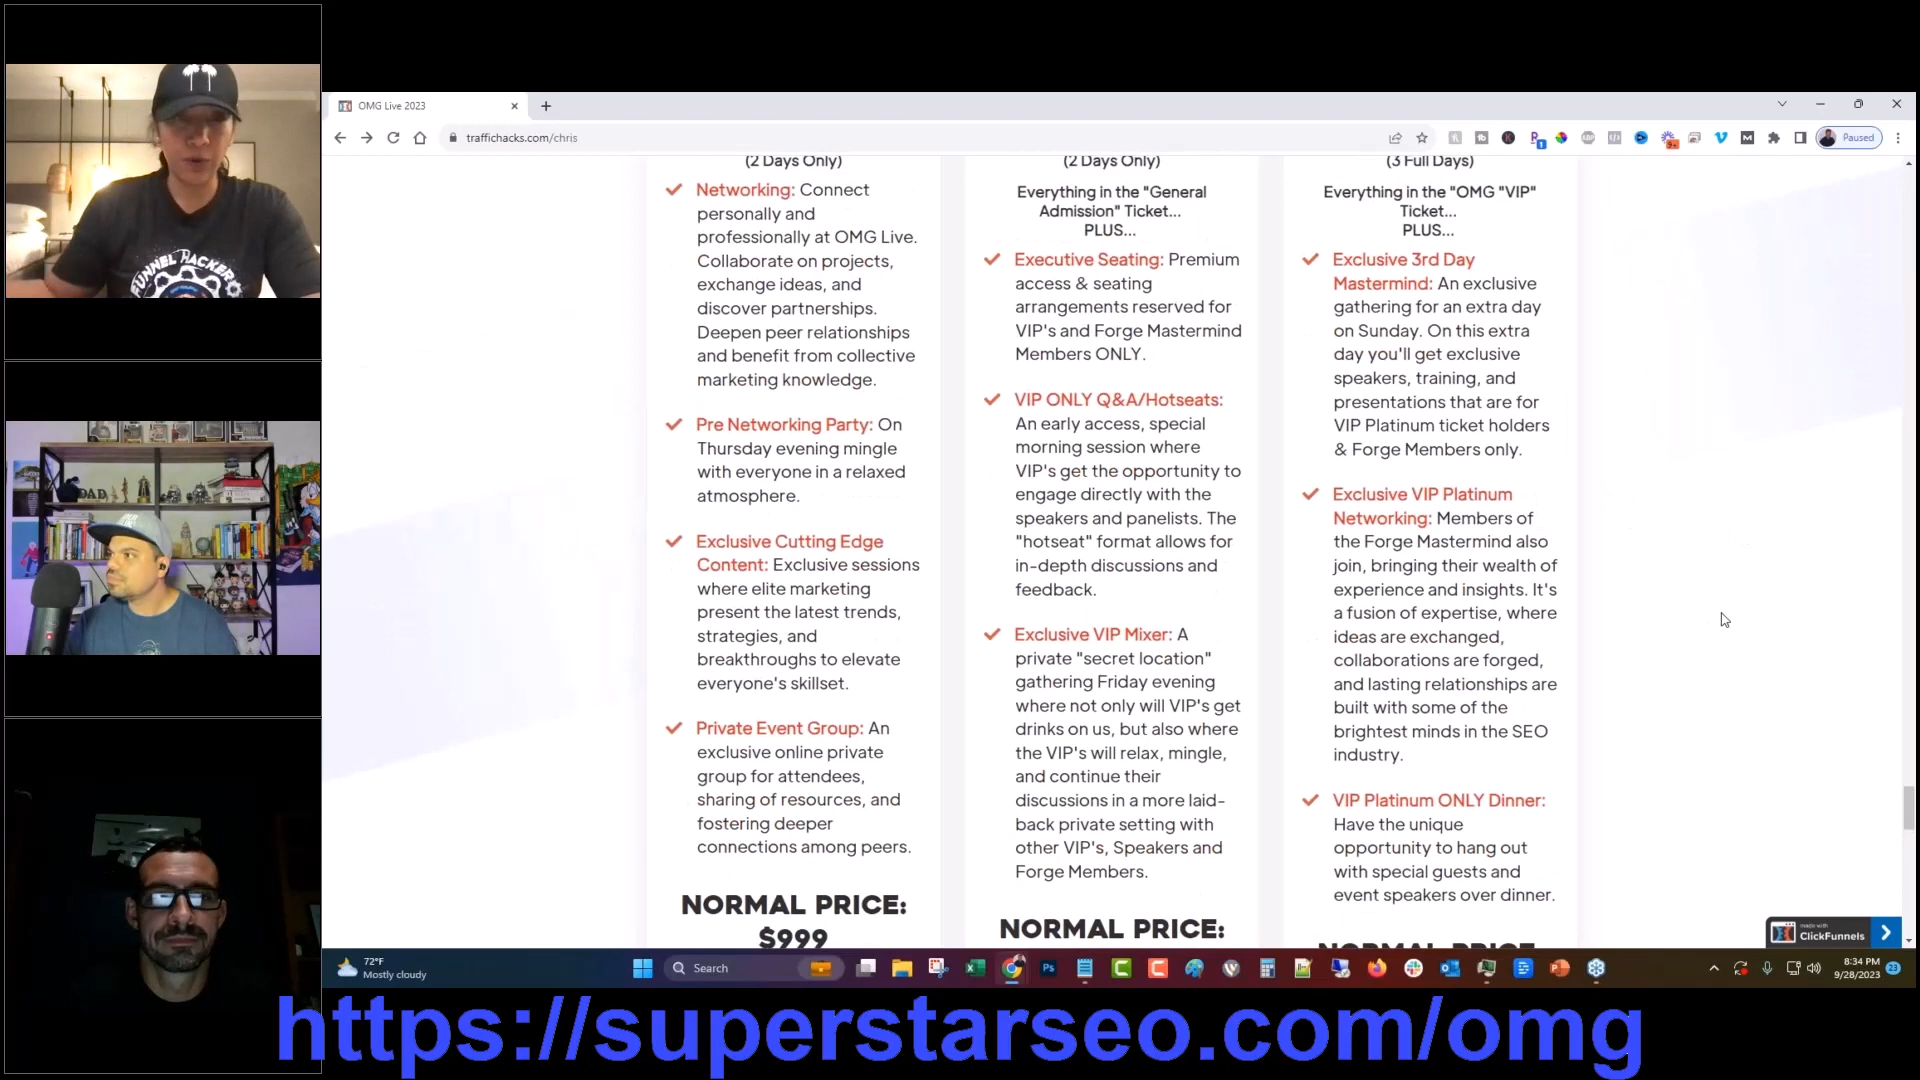 OMG Live 2023
traffichacks.com/chris
Paused
(2 Days Only)
Networking: Connect
personally and
professionally at OMG Live.
Collaborate on projects,
exchange ideas, and
discover partnerships.
Deepen peer relationships
and benefit from collective
marketing knowledge.
Pre Networking Party: On
Thursday evening mingle
with everyone in a relaxed
atmosphere.
Exclusive Cutting Edge
Content: Exclusive sessions
where elite marketing
present the latest trends,
strategies, and
breakthroughs to elevate
everyone's skillset.
Private Event Group: An
exclusive online private
group for attendees,
sharing of resources, and
fostering deeper
connections among peers.
NORMAL PRICE:
$999
(2 Days Only)
Everything in the "General
Admission" Ticket...
PLUS...
Executive Seating: Premium
access & seating
arrangements reserved for
VIP's and Forge Mastermind
Members ONLY.
VIP ONLY Q&A/Hotseats:
An early access, special
morning session where
VIP's get the opportunity to
engage directly with the
speakers and panelists. The
"hotseat" format allows for
in-depth discussions and
feedback.
Exclusive VIP Mixer: A
private "secret location"
gathering Friday evening
where not only will VIP's get
drinks on us, but also where
the VIP's will relax, mingle,
and continue their
discussions in a more laid-
back private setting with
other VIP's, Speakers and
Forge Members.
NORMAL PRICE:
(3 Full Days)
Everything in the "OMG "VIP"
Ticket...
PLUS...
Exclusive 3rd Day
Mastermind: An exclusive
gathering for an extra day
on Sunday. On this extra
day you'll get exclusive
speakers, training, and
presentations that are for
VIP Platinum ticket holders
& Forge Members only.
Exclusive VIP Platinum
Networking: Members of
the Forge Mastermind also
join, bringing their wealth of
experience and insights. It's
a fusion of expertise, where
ideas are exchanged,
collaborations are forged,
and lasting relationships are
built with some of the
brightest minds in the SEO
industry.
VIP Platinum ONLY Dinner:
Have the unique
opportunity to hang out
with special guests and
event speakers over dinner.
NORMAL PRICE
made with
ClickFunnels
72°F
Mostly cloudy
Search
8:34 PM
9/28/2023
23
FUNNEL HACKER
DAD
https://superstarseo.com/omg